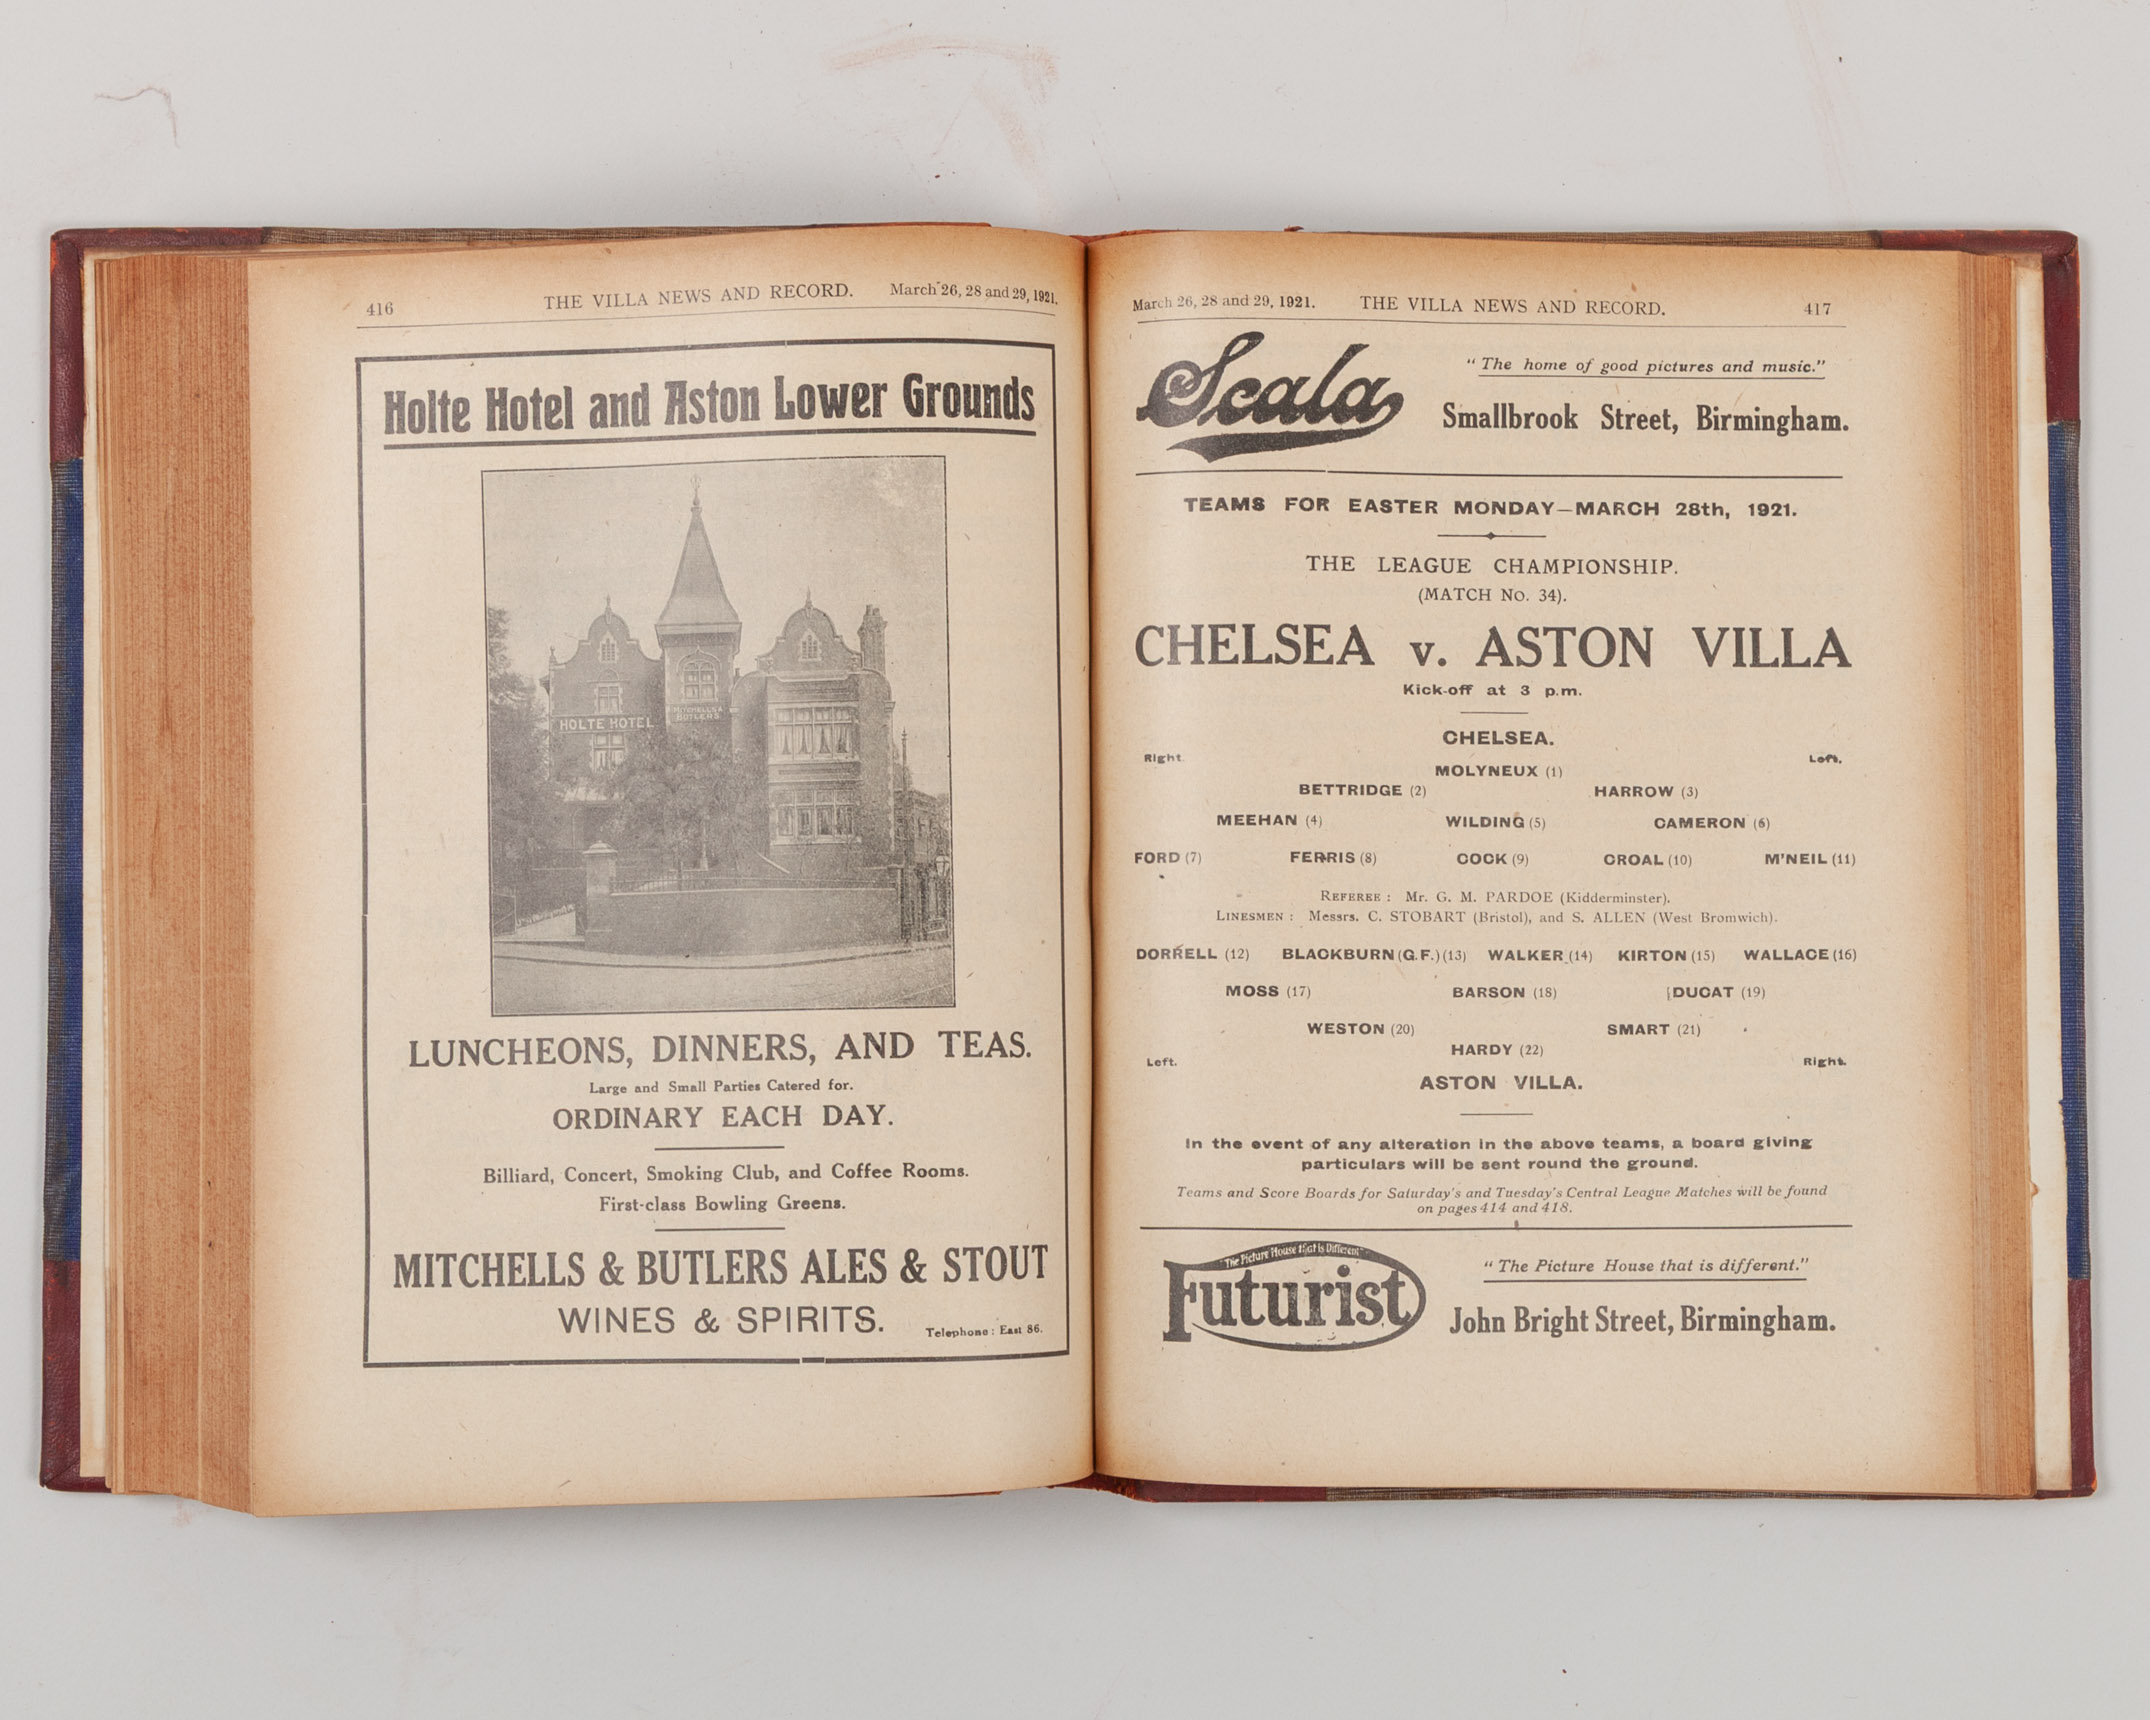 416 THE VILLA NEWS AND RECORD. March 26, 28 and 29, 1921.
Holte Hotel and Aston Lower Grounds
HOLTE HOTEL
MITCHELLS &
BUTLERS
LUNCHEONS, DINNERS, AND TEAS.
Large and Small Parties Catered for.
ORDINARY EACH DAY.
Billiard, Concert, Smoking Club, and Coffee Rooms.
First-class Bowling Greens.
MITCHELLS & BUTLERS ALES & STOUT
WINES & SPIRITS.
Telephone: East 86.
March 26, 28 and 29, 1921. THE VILLA NEWS AND RECORD. 417
Scala
"The home of good pictures and music."
Smallbrook Street, Birmingham.
TEAMS FOR EASTER MONDAY—MARCH 28th, 1921.
THE LEAGUE CHAMPIONSHIP.
(MATCH No. 34).
CHELSEA v. ASTON VILLA
Kick-off at 3 p.m.
CHELSEA.
Right. Left.
MOLYNEUX (1)
BETTRIDGE (2) HARROW (3)
MEEHAN (4) WILDING (5) CAMERON (6)
FORD (7) FERRIS (8) COCK (9) CROAL (10) M'NEIL (11)
REFEREE : Mr. G. M. PARDOE (Kidderminster).
LINESMEN : Messrs. C. STOBART (Bristol), and S. ALLEN (West Bromwich).
DORRELL (12) BLACKBURN (G.F.) (13) WALKER (14) KIRTON (15) WALLACE (16)
MOSS (17) BARSON (18) DUCAT (19)
WESTON (20) SMART (21)
HARDY (22)
Left. Right.
ASTON VILLA.
In the event of any alteration in the above teams, a board giving
particulars will be sent round the ground.
Teams and Score Boards for Saturday's and Tuesday's Central League Matches will be found
on pages 414 and 418.
"The Picture House that is Different"
Futurist
"The Picture House that is different."
John Bright Street, Birmingham.